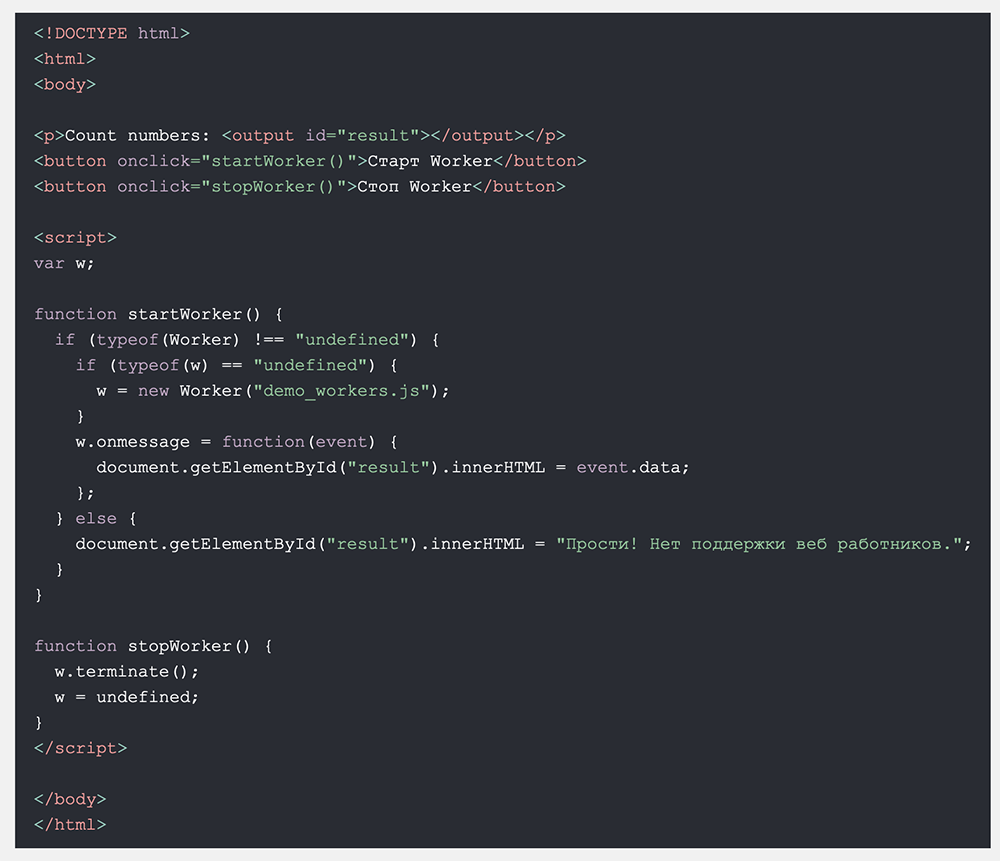 <!DOCTYPE html>
<html>
<body>

<p>Count numbers: <output id="result"></output></p>
<button onclick="startWorker()">Старт Worker</button>
<button onclick="stopWorker()">Стоп Worker</button>

<script>
var w;

function startWorker() {
  if (typeof(Worker) !== "undefined") {
    if (typeof(w) == "undefined") {
      w = new Worker("demo_workers.js");
    }
    w.onmessage = function(event) {
      document.getElementById("result").innerHTML = event.data;
    };
  } else {
    document.getElementById("result").innerHTML = "Прости! Нет поддержки веб работников.";
  }
}

function stopWorker() {
  w.terminate();
  w = undefined;
}
</script>

</body>
</html>